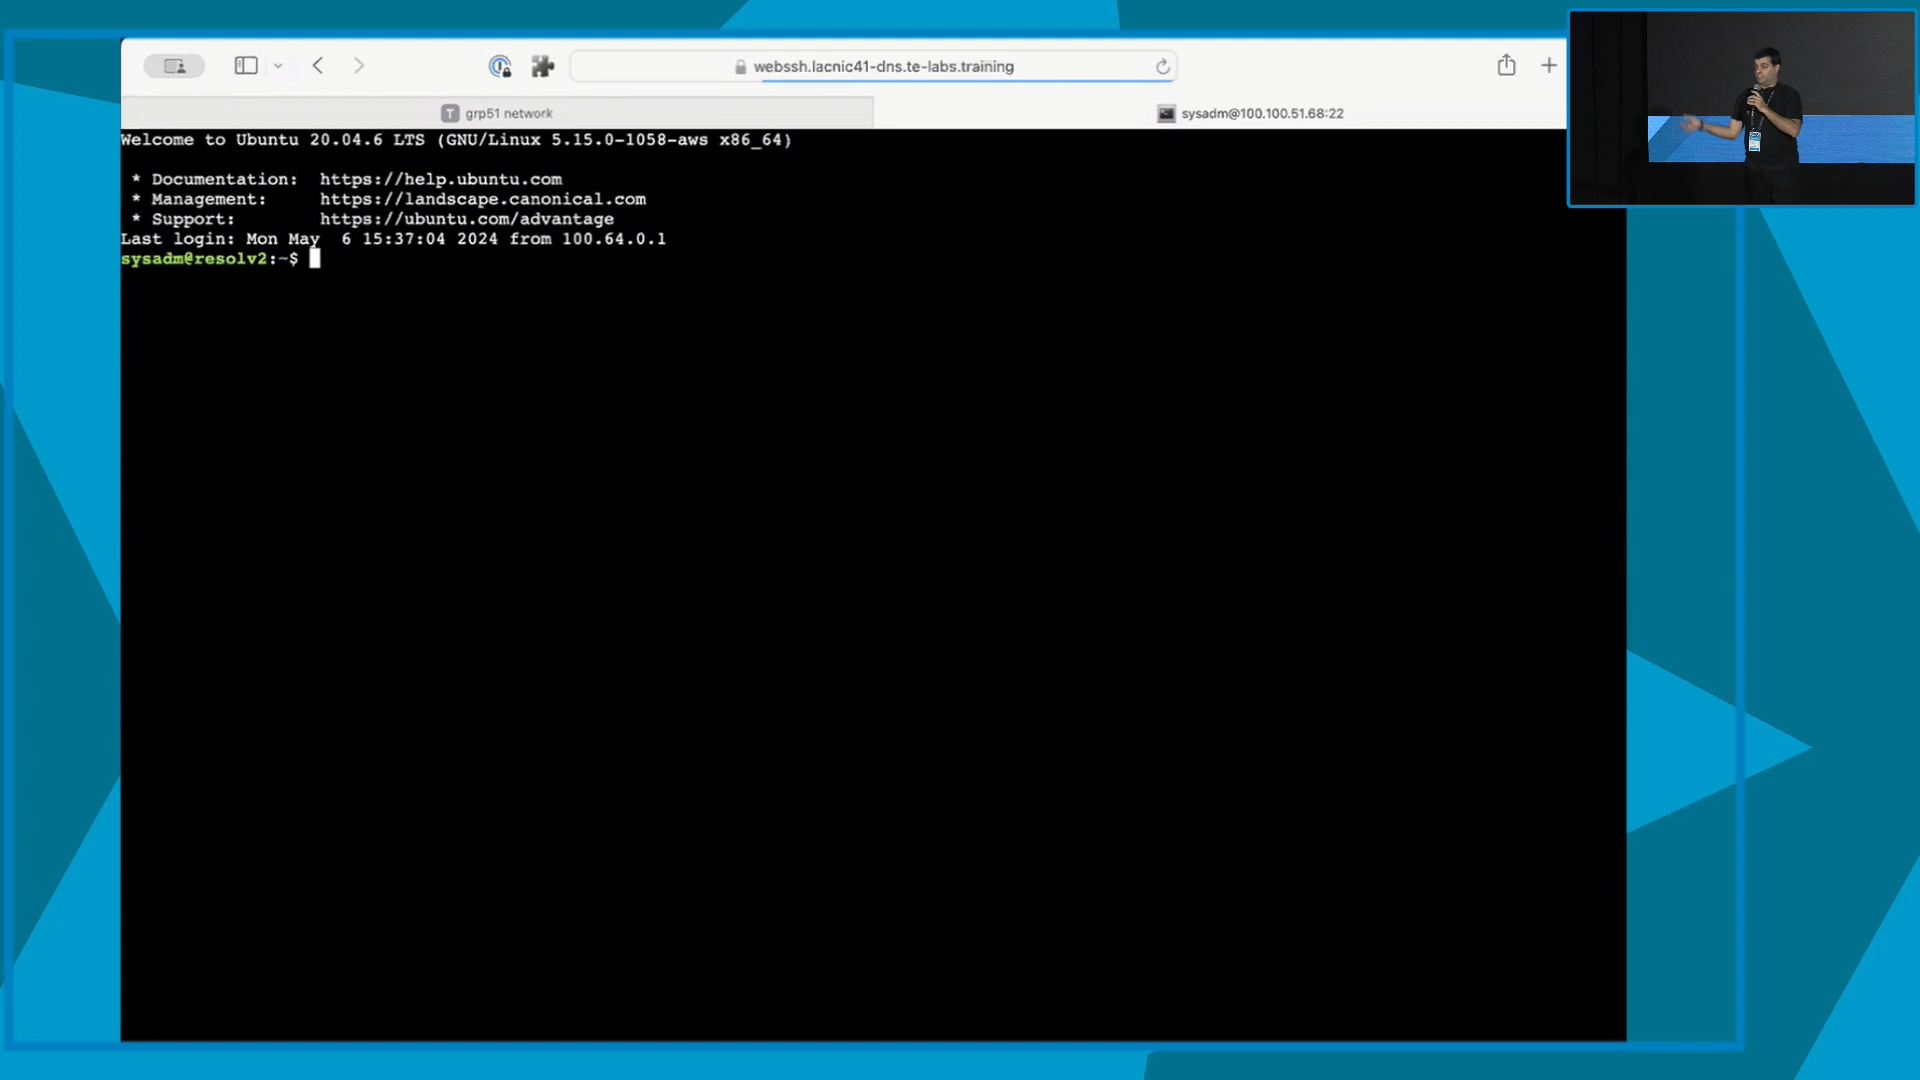 webssh.lacnic41-dns.te-labs.training
T grp51 network
sysadm@100.100.51.68:22
Welcome to Ubuntu 20.04.6 LTS (GNU/Linux 5.15.0-1058-aws x86_64)
* Documentation: https://help.ubuntu.com
* Management: https://landscape.canonical.com
* Support: https://ubuntu.com/advantage
Last login: Mon May 6 15:37:04 2024 from 100.64.0.1
sysadm@resolv2:~$